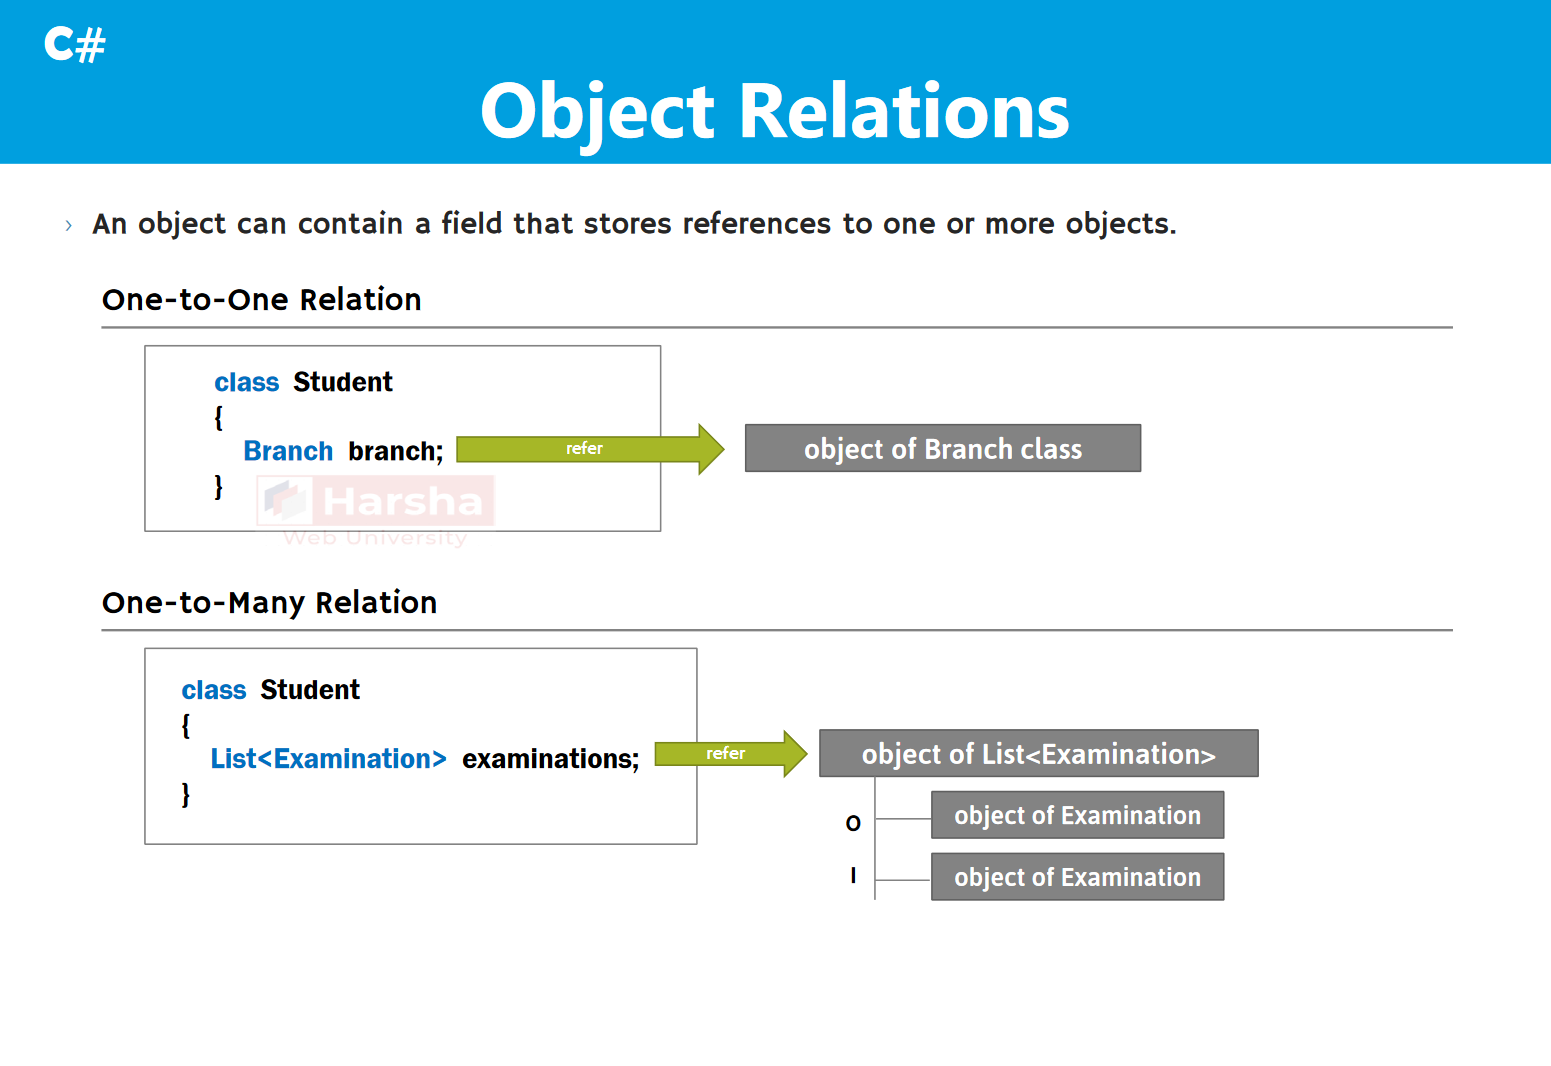 C#
Object Relations
› An object can contain a field that stores references to one or more objects.
One-to-One Relation
class Student
{
Branch branch;
refer
object of Branch class
}
Harsha
Web University
One-to-Many Relation
class Student
{
List<Examination> examinations;
refer
object of List<Examination>
}
0
object of Examination
1
object of Examination